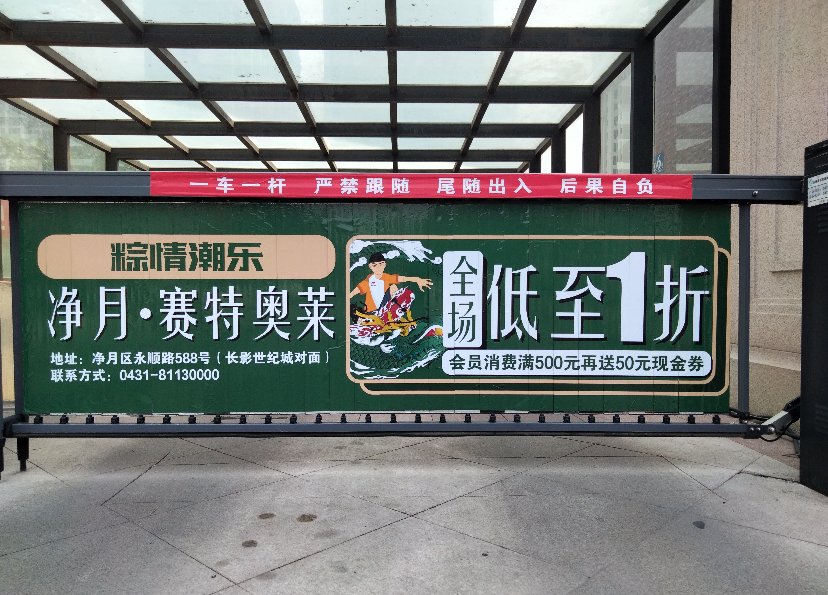 一车一杆 严禁跟随 尾随出入 后果自负
粽情潮乐
净月·赛特奥莱
地址：净月区永顺路588号（长影世纪城对面）
联系方式：0431-81130000
全场
低至1折
会员消费满500元再送50元现金券